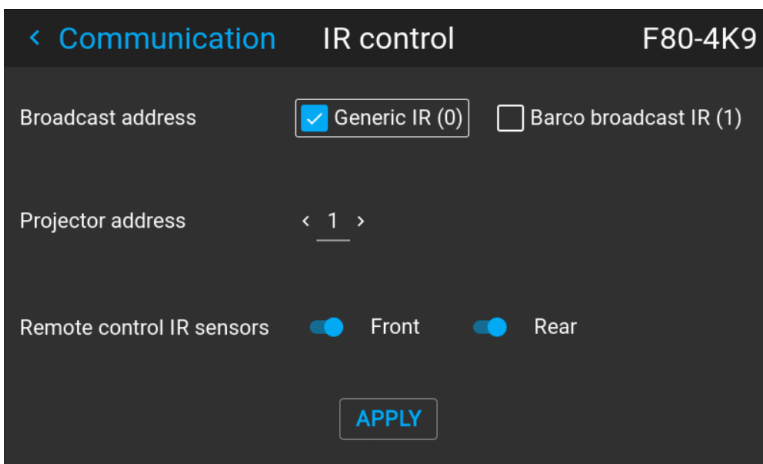 < Communication IR control F80-4K9
Broadcast address Generic IR (0) Barco broadcast IR (1)
Projector address < 1 >
Remote control IR sensors Front Rear
APPLY